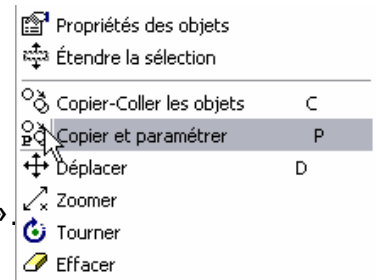 Propriétés des objets
Étendre la sélection
Copier-Coller les objets C
Copier et paramétrer P
Déplacer D
Zoomer
».
Tourner
Effacer